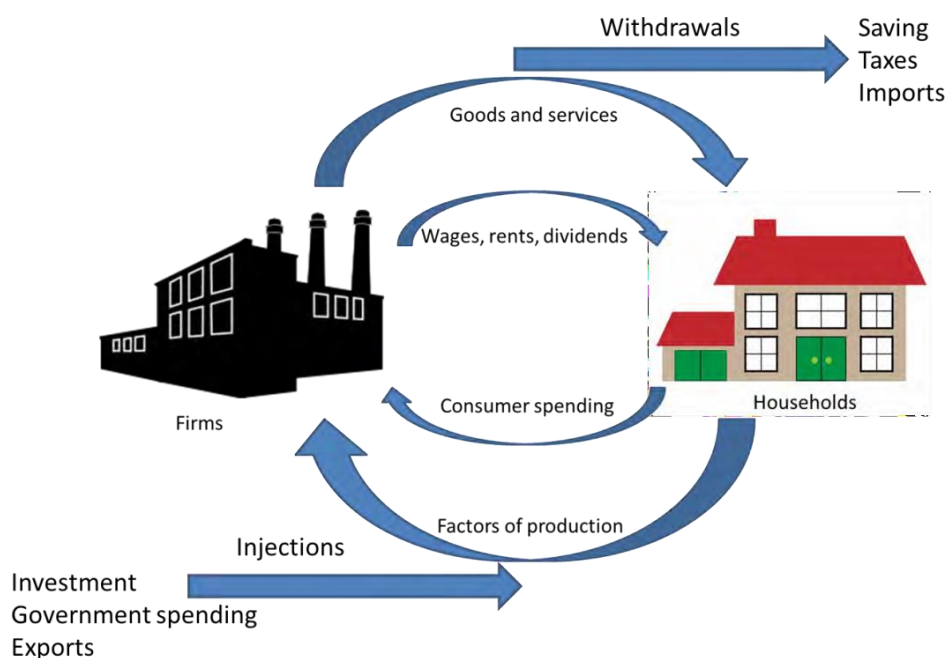 Withdrawals
Saving
Taxes
Imports
Goods and services
Wages, rents, dividends
Consumer spending
Households
Firms
Factors of production
Injections
Investment
Government spending
Exports